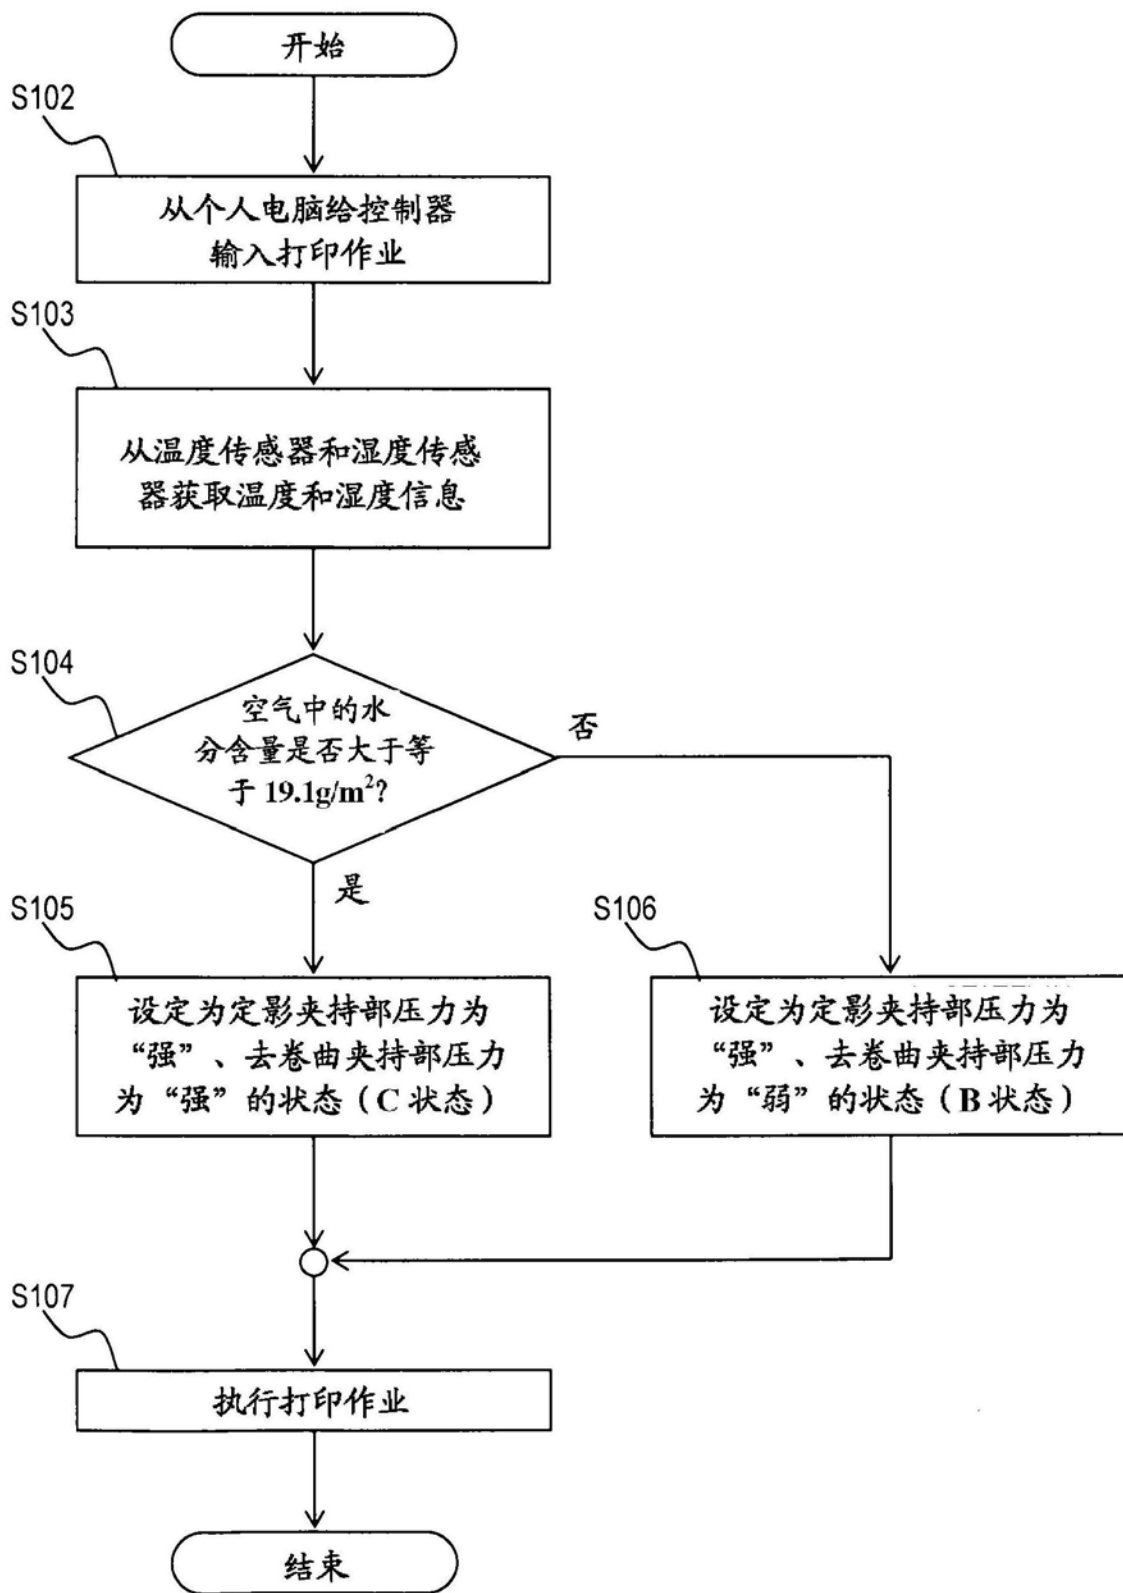 开始
S102
从个人电脑给控制器
输入打印作业
S103
从温度传感器和湿度传感
器获取温度和湿度信息
S104
空气中的水
分含量是否大于等
于 19.1g/m²?
否
是
S105
设定为定影夹持部压力为
“强”、去卷曲夹持部压力
为“强”的状态（C 状态）
S106
设定为定影夹持部压力为
“强”、去卷曲夹持部压力
为“弱”的状态（B 状态）
S107
执行打印作业
结束